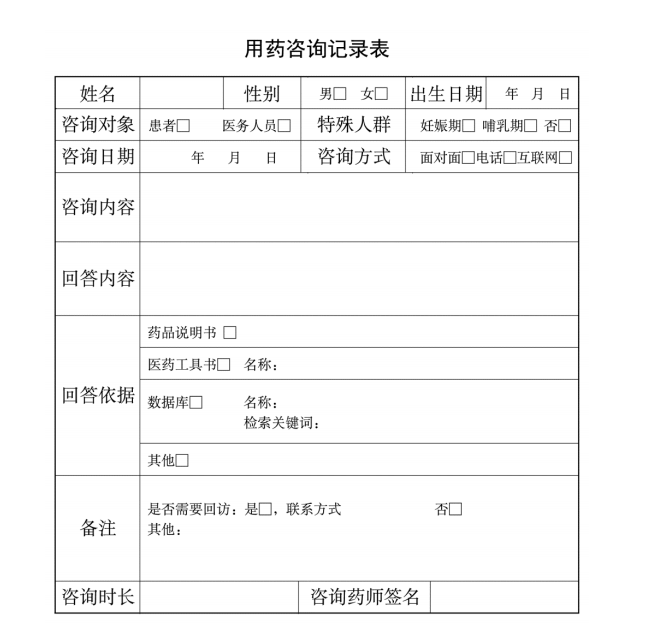 用药咨询记录表
姓名 性别 男□ 女□ 出生日期 年 月 日
咨询对象 患者□ 医务人员□ 特殊人群 妊娠期□ 哺乳期□ 否□
咨询日期 年 月 日 咨询方式 面对面□电话□互联网□
咨询内容
回答内容
回答依据
药品说明书 □
医药工具书□ 名称：
数据库□ 名称：
检索关键词：
其他□
备注
是否需要回访：是□，联系方式 否□
其他：
咨询时长 咨询药师签名